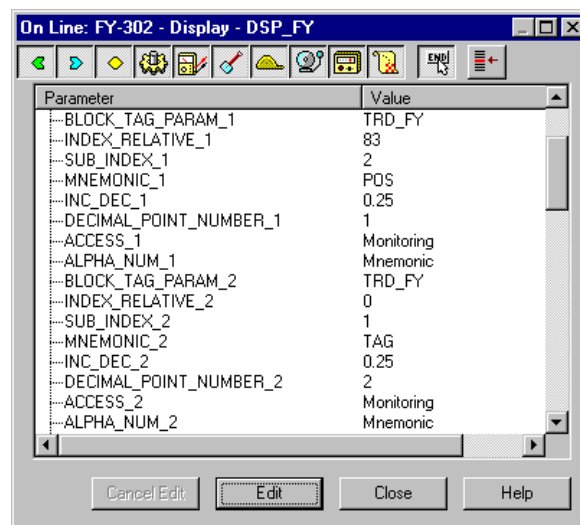 On Line: FY-302 - Display - DSP_FY
END
Parameter Value
BLOCK_TAG_PARAM_1 TRD_FY
INDEX_RELATIVE_1 83
SUB_INDEX_1 2
MNEMONIC_1 POS
INC_DEC_1 0.25
DECIMAL_POINT_NUMBER_1 1
ACCESS_1 Monitoring
ALPHA_NUM_1 Mnemonic
BLOCK_TAG_PARAM_2 TRD_FY
INDEX_RELATIVE_2 0
SUB_INDEX_2 1
MNEMONIC_2 TAG
INC_DEC_2 0.25
DECIMAL_POINT_NUMBER_2 2
ACCESS_2 Monitoring
ALPHA_NUM_2 Mnemonic
Cancel Edit Edit Close Help